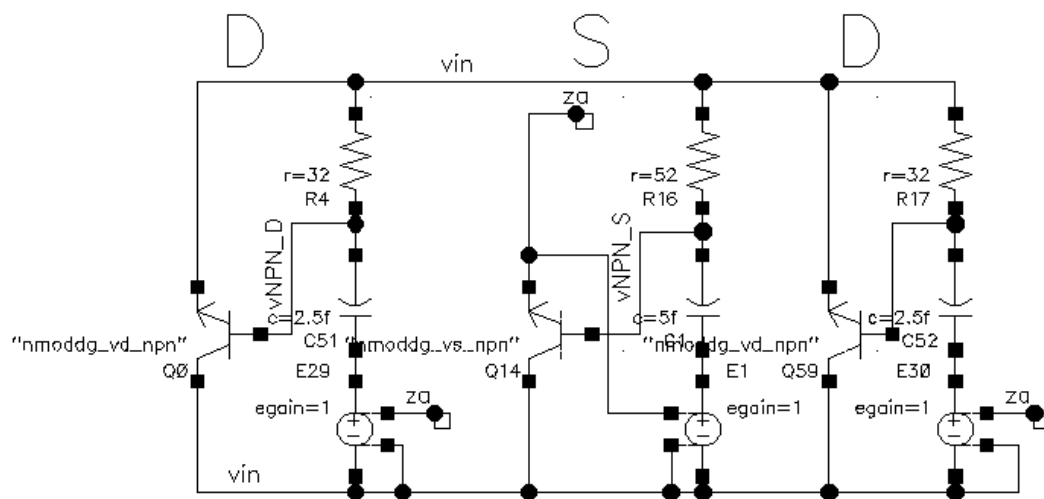 D S D
vin
za
r=32
R4
r=52
R16
r=32
R17
vNPN_D
vNPN_S
c=2.5f
C51
c=5f
C1
c=2.5f
C52
"nmoddg_vd_npn"
Q0
"nmoddg_vs_npn"
Q14
"nmoddg_vd_npn"
Q59
E29
E1
E30
egain=1
za
egain=1
egain=1
za
vin